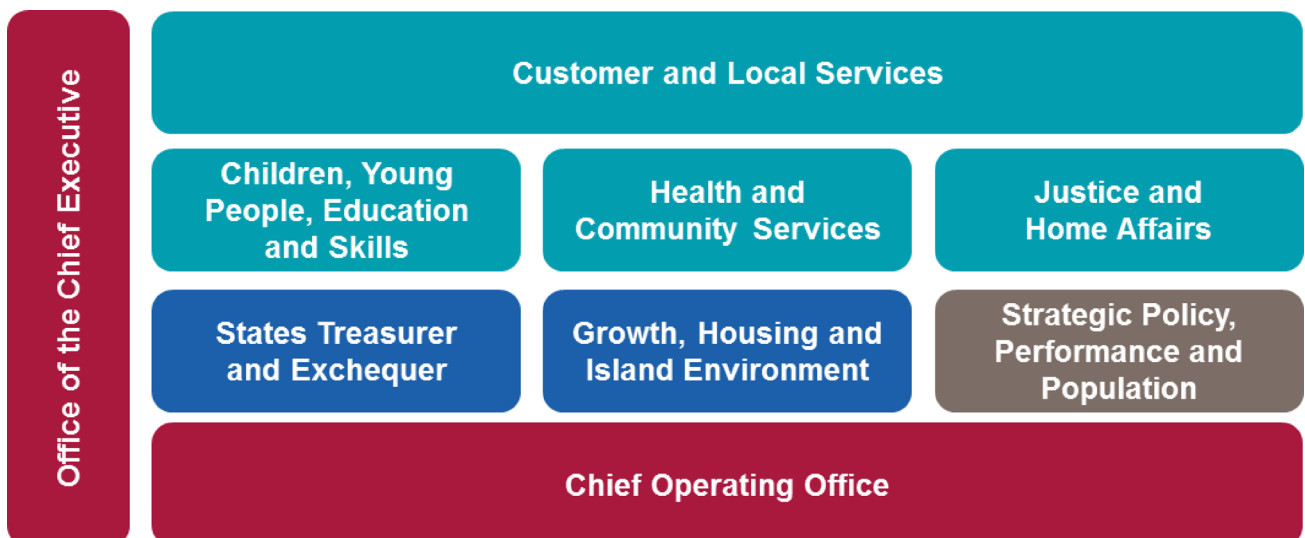 Office of the Chief Executive
Customer and Local Services
Children, Young
People, Education
and Skills
Health and
Community Services
Justice and
Home Affairs
States Treasurer
and Exchequer
Growth, Housing and
Island Environment
Strategic Policy,
Performance and
Population
Chief Operating Office